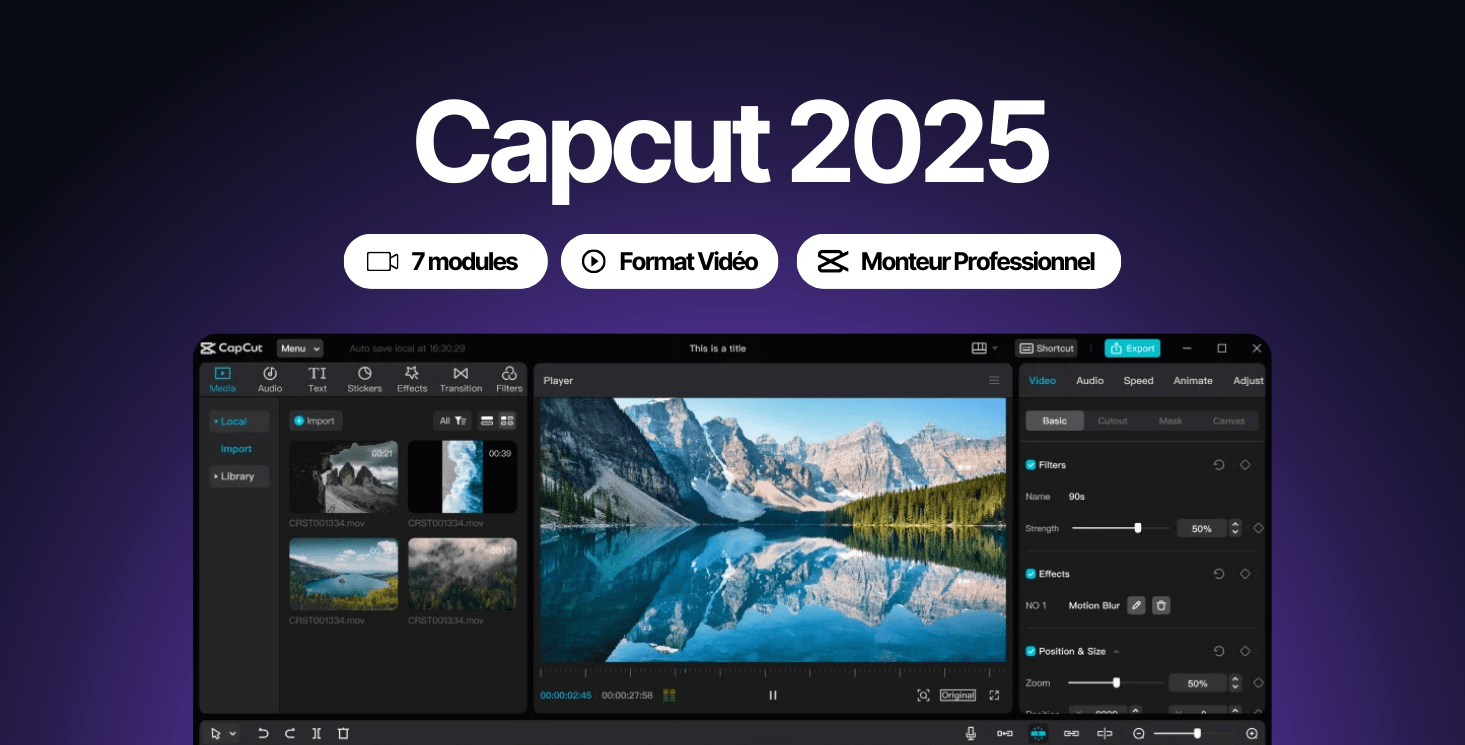 Capcut 2025
7 modules
Format Vidéo
Monteur Professionnel
CapCut
Menu
Auto save local at 16:30:29
This is a title
Shortcut
Export
Media
Audio
Text
Stickers
Effects
Transition
Filters
Local
Import
Library
Import
All
00:21
00:39
CRST001334.mov
CRST001334.mov
CRST001334.mov
CRST001334.mov
Player
00:00:02:45
00:00:27:58
Original
Video
Audio
Speed
Animate
Adjust
Basic
Cutout
Mask
Canvas
Filters
Name
90s
Strength
50%
Effects
NO 1
Motion Blur
Position & Size
Zoom
50%